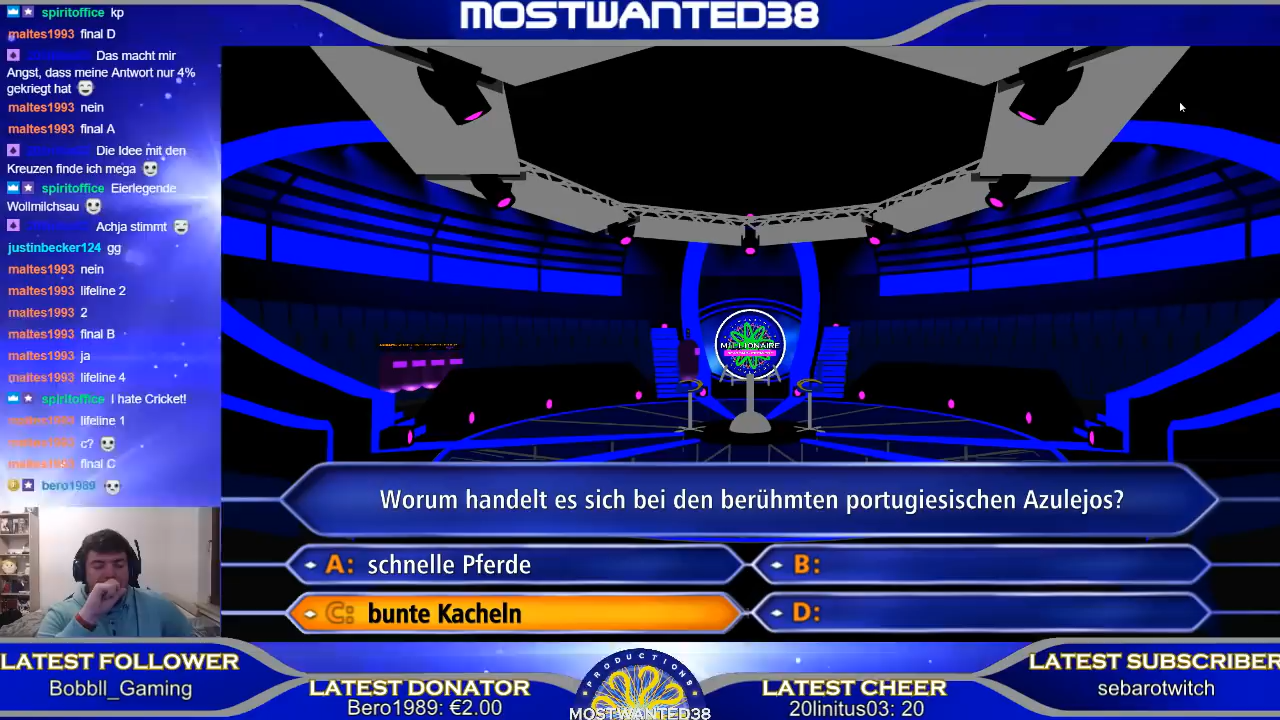 MOSTWANTED38
spiritoffice kp
maltes1993 final D
Das macht mir
Angst, dass meine Antwort nur 4%
gekriegt hat
maltes1993 nein
maltes1993 final A
Die Idee mit den
Kreuzen finde ich mega
spiritoffice Eierlegende
Wollmilchsau
Achja stimmt
justinbecker124 gg
maltes1993 nein
maltes1993 lifeline 2
maltes1993 2
maltes1993 final B
maltes1993 ja
maltes1993 lifeline 4
spiritoffice I hate Cricket!
maltes1993 lifeline 1
maltes1993 c?
maltes1993 final C
bero1989
MILLIONAIRE
Worum handelt es sich bei den berühmten portugiesischen Azulejos?
A: schnelle Pferde
B:
C: bunte Kacheln
D:
LATEST FOLLOWER
Bobbll_Gaming
LATEST DONATOR
Bero1989: €2.00
PRODUCTIONS
MOSTWANTED38
LATEST CHEER
20linitus03: 20
LATEST SUBSCRIBER
sebarotwitch